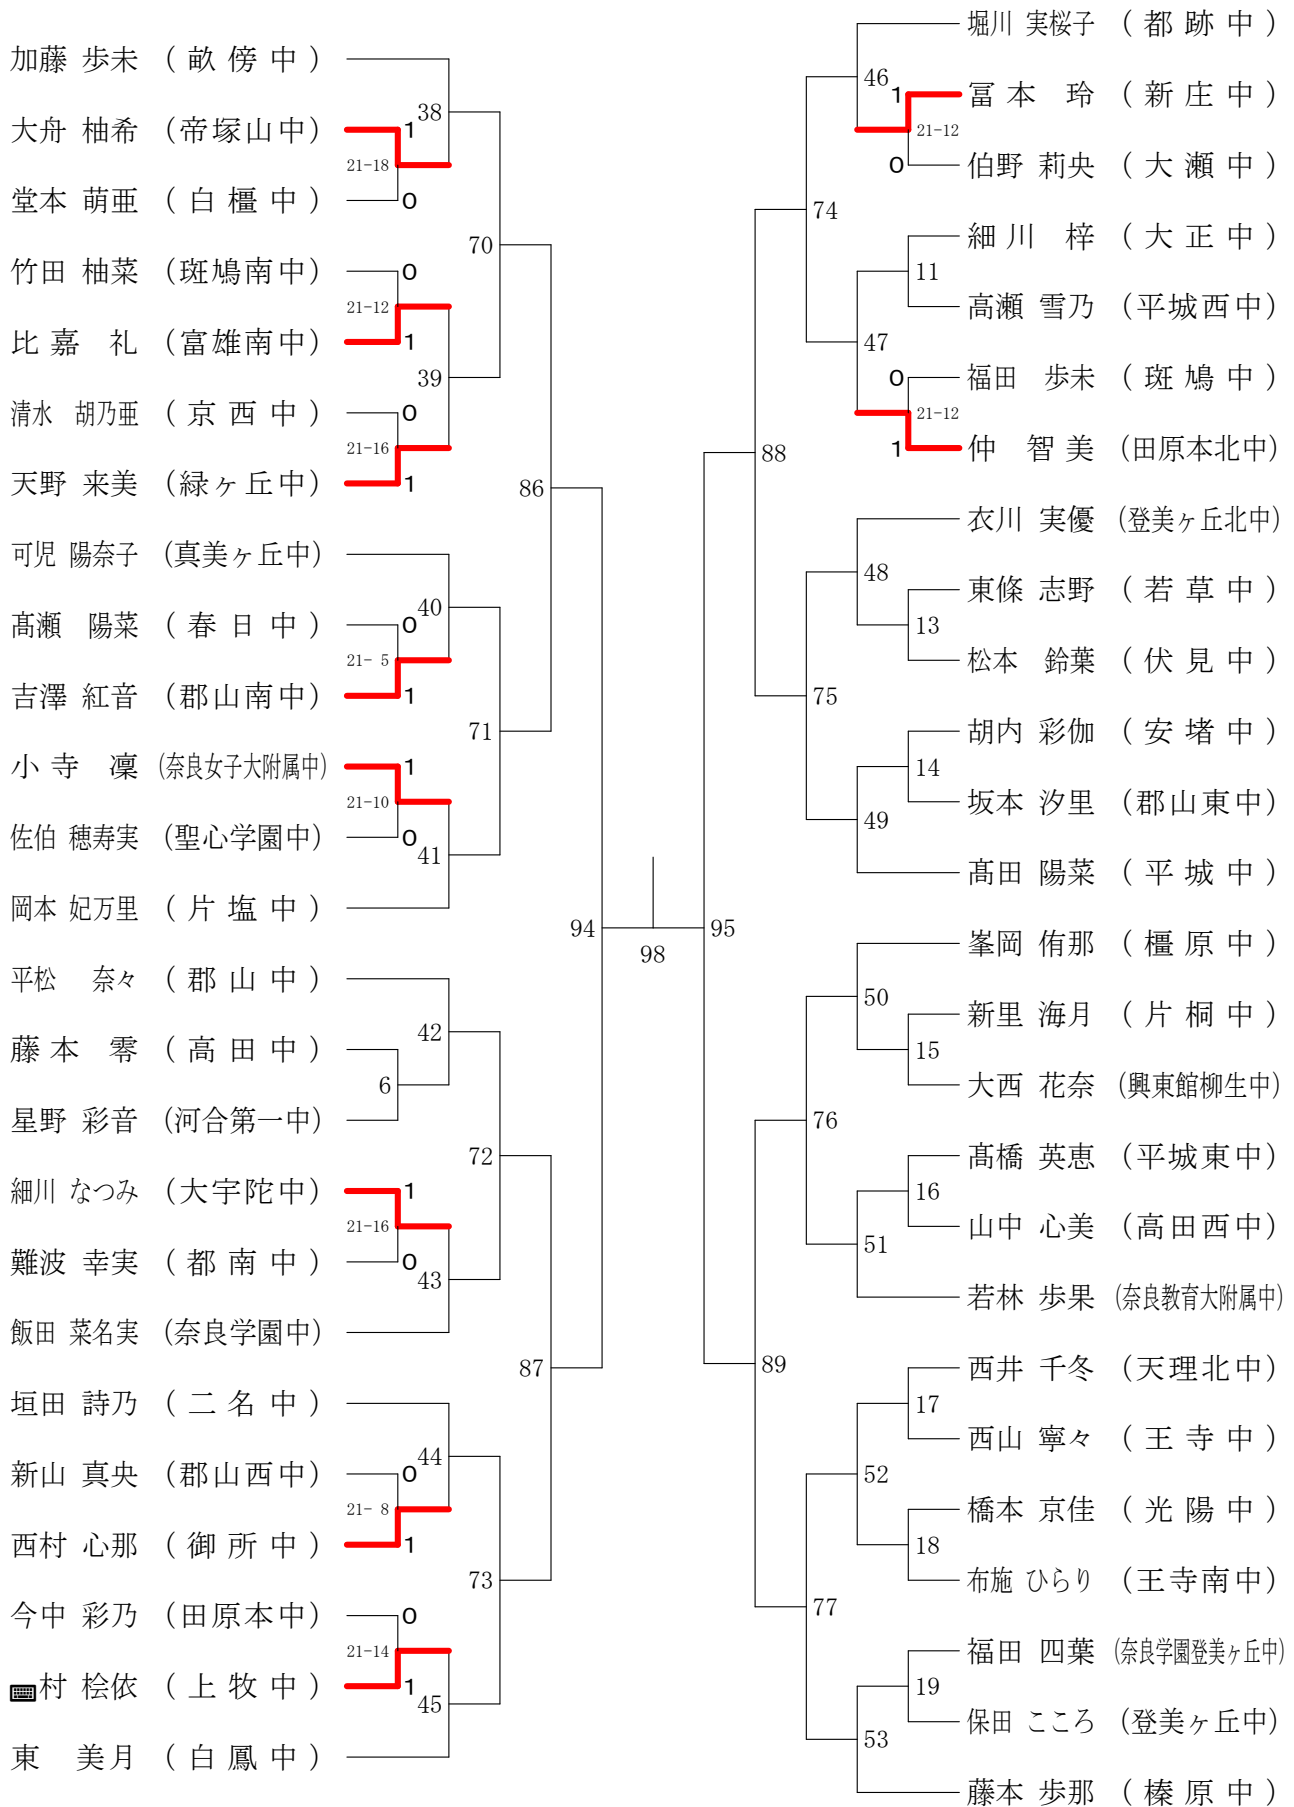 加藤 歩未 （ 畝 傍 中 ）
38
大舟 柚希 （帝塚山中） 1
21-18
堂本 萌亜 （ 白 橿 中 ） 0
70
竹田 柚菜 （斑鳩南中） 0
21-12
比 嘉 礼 （富雄南中） 1
39
清水 胡乃亜 （ 京 西 中 ） 0
21-16
天野 来美 （緑ヶ丘中） 1
86
可児 陽奈子 （真美ヶ丘中）
40
髙瀬 陽菜 （ 春 日 中 ） 0
21- 5
吉澤 紅音 （郡山南中） 1
71
小 寺 凜 （奈良女子大附属中） 1
21-10
佐伯 穂寿実 （聖心学園中） 0
41
岡本 妃万里 （ 片 塩 中 ）
94
平松 奈々 （ 郡 山 中 ）
42
藤 本 零 （ 高 田 中 ）
6
星野 彩音 （河合第一中）
72
細川 なつみ （大宇陀中） 1
21-16
難波 幸実 （ 都 南 中 ） 0
43
飯田 菜名実 （奈良学園中）
87
垣田 詩乃 （ 二 名 中 ）
44
新山 真央 （郡山西中） 0
21- 8
西村 心那 （ 御 所 中 ） 1
73
今中 彩乃 （田原本中） 0
21-14
村 桧依 （ 上 牧 中 ） 1
45
東 美月 （ 白 鳳 中 ）
98
堀川 実桜子 （ 都 跡 中 ）
46
1 冨 本 玲 （ 新 庄 中 ）
21-12
0 伯野 莉央 （ 大 瀬 中 ）
74
細 川 梓 （ 大 正 中 ）
11
高瀬 雪乃 （平城西中）
47
0 福田 歩未 （ 斑 鳩 中 ）
21-12
1 仲 智 美 （田原本北中）
88
衣川 実優 （登美ヶ丘北中）
48
東條 志野 （ 若 草 中 ）
13
松本 鈴葉 （ 伏 見 中 ）
75
胡内 彩伽 （ 安 堵 中 ）
14
坂本 汐里 （郡山東中）
49
髙田 陽菜 （ 平 城 中 ）
95
峯岡 侑那 （ 橿 原 中 ）
50
新里 海月 （ 片 桐 中 ）
15
大西 花奈 （興東館柳生中）
76
髙橋 英恵 （平城東中）
16
山中 心美 （高田西中）
51
若林 歩果 （奈良教育大附属中）
89
西井 千冬 （天理北中）
17
西山 寧々 （ 王 寺 中 ）
52
橋本 京佳 （ 光 陽 中 ）
18
布施 ひらり （王寺南中）
77
福田 四葉 （奈良学園登美ヶ丘中）
19
保田 こころ （登美ヶ丘中）
53
藤本 歩那 （ 榛 原 中 ）